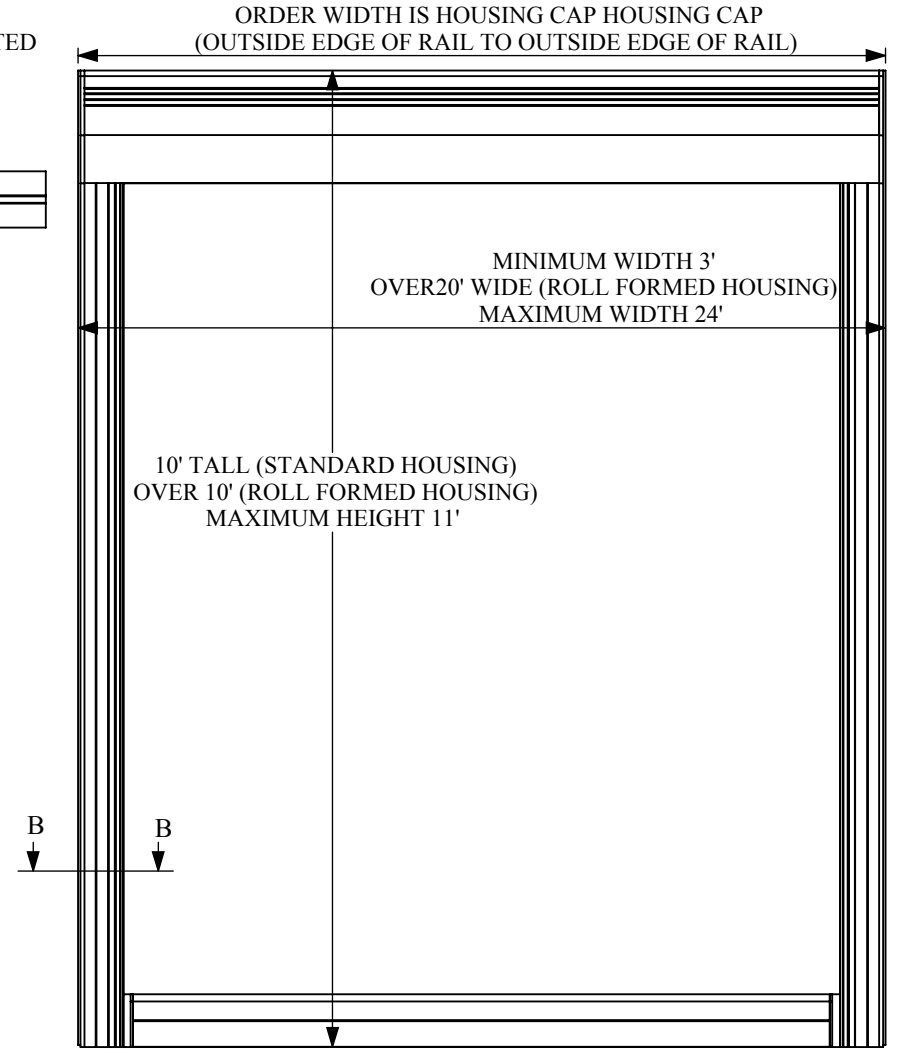 ORDER WIDTH IS HOUSING CAP HOUSING CAP
(OUTSIDE EDGE OF RAIL TO OUTSIDE EDGE OF RAIL)
TED
MINIMUM WIDTH 3'
OVER20' WIDE (ROLL FORMED HOUSING)
MAXIMUM WIDTH 24'
10' TALL (STANDARD HOUSING)
OVER 10' (ROLL FORMED HOUSING)
MAXIMUM HEIGHT 11'
B B